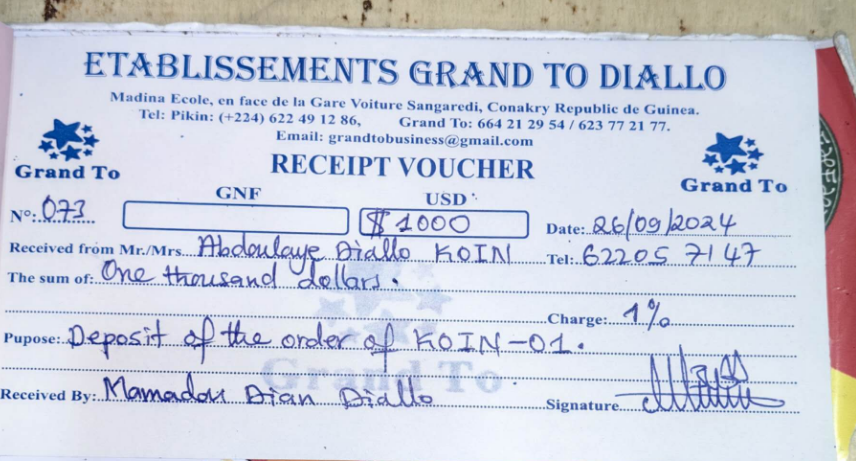 ETABLISSEMENTS GRAND TO DIALLO
Madina Ecole, en face de la Gare Voiture Sangaredi, Conakry Republic de Guinea.
Tel: Pikin: (+224) 622 49 12 86, Grand To: 664 21 29 54 / 623 77 21 77.
Email: grandtobusiness@gmail.com
Grand To
RECEIPT VOUCHER
Grand To
GNF USD
N°: 073 $ 1000 Date: 26/09/2024
Received from Mr./Mrs. Abdoulaye Diallo KOIN Tel: 62205 7147
The sum of: One thousand dollars.
Charge: 1%
Pupose: Deposit of the order of KOIN-01.
Grand To
Received By: Mamadou Dian Diallo Signature